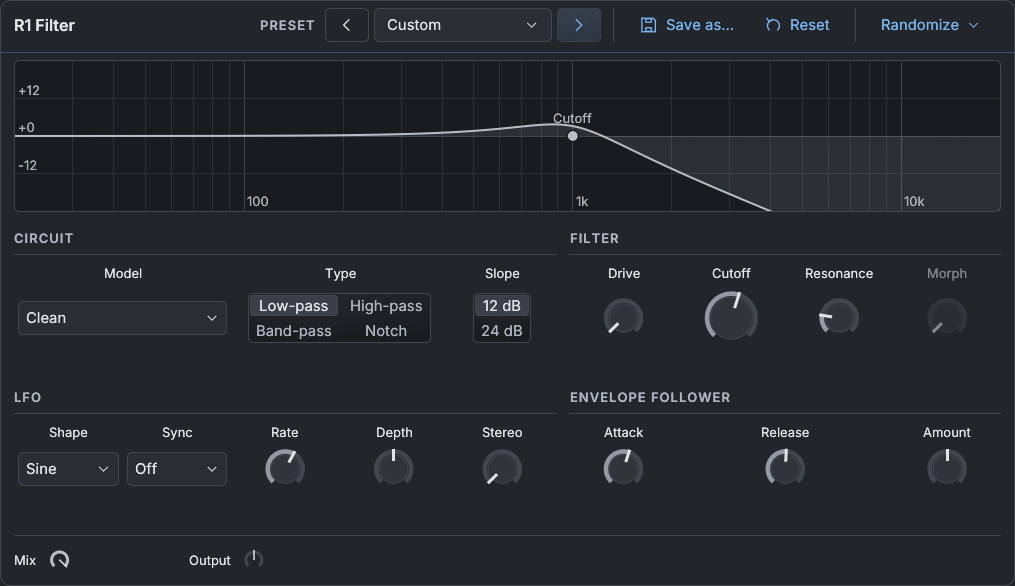 R1 Filter
PRESET
Custom
Save as...
Reset
Randomize
+12
+0
-12
Cutoff
100
1k
10k
CIRCUIT
Model
Type
Slope
Clean
Low-pass
High-pass
Band-pass
Notch
12 dB
24 dB
FILTER
Drive
Cutoff
Resonance
Morph
LFO
Shape
Sync
Rate
Depth
Stereo
Sine
Off
ENVELOPE FOLLOWER
Attack
Release
Amount
Mix
Output